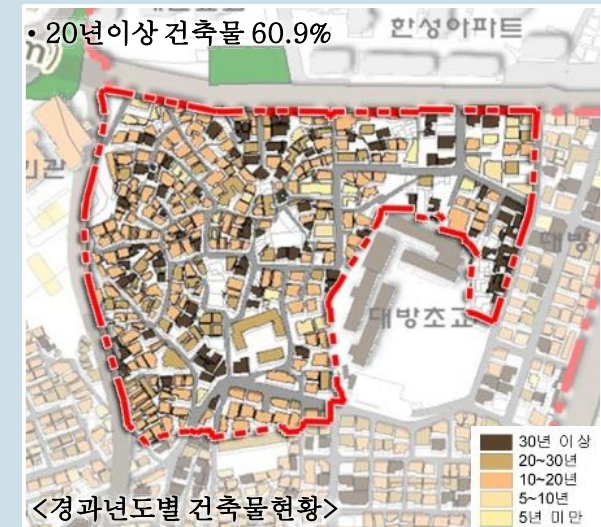 • 20년이상 건축물 60.9%
한성아파트
기관
대방
대방초교
30년 이상
20~30년
10~20년
5~10년
5년 미만
<경과년도별 건축물현황>